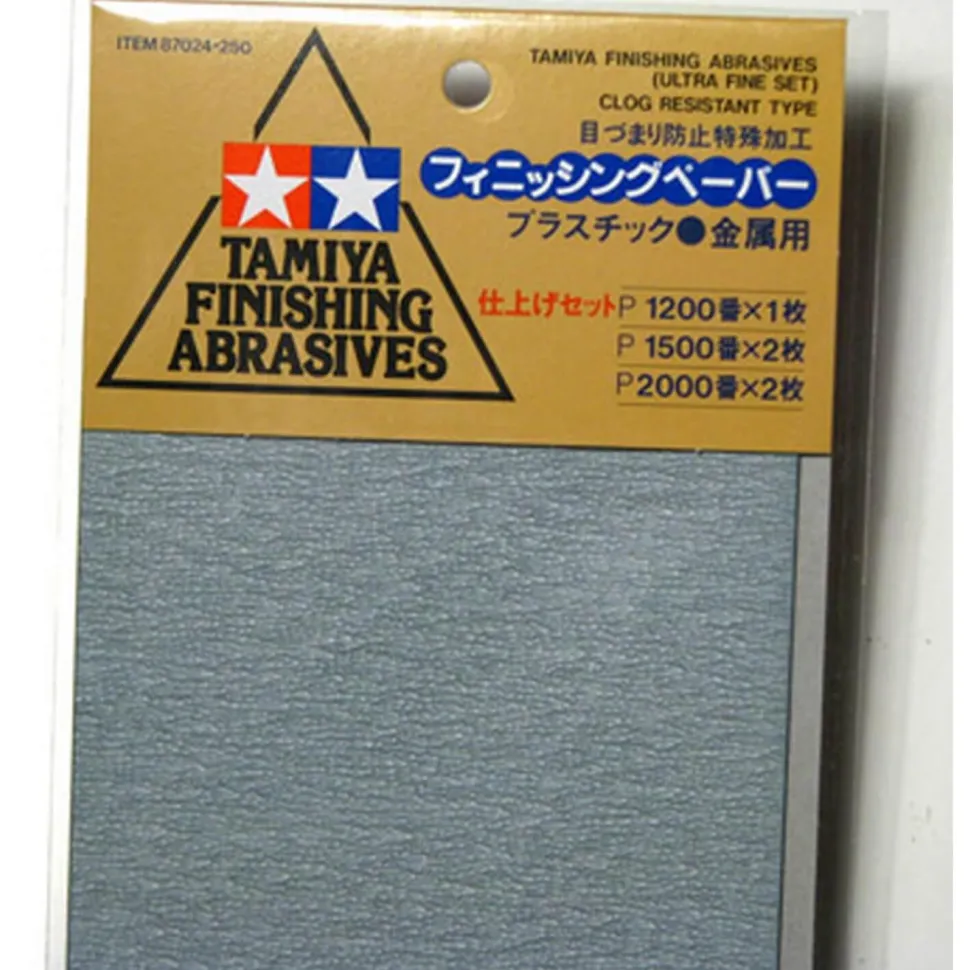 ITEM 87024-250
TAMIYA FINISHING ABRASIVES
(ULTRA FINE SET)
CLOG RESISTANT TYPE
目づまり防止特殊加工
フィニッシングペーパー
プラスチック●金属用
TAMIYA
FINISHING
ABRASIVES
仕上げセット P 1200番×1枚
P 1500番×2枚
P2000番×2枚